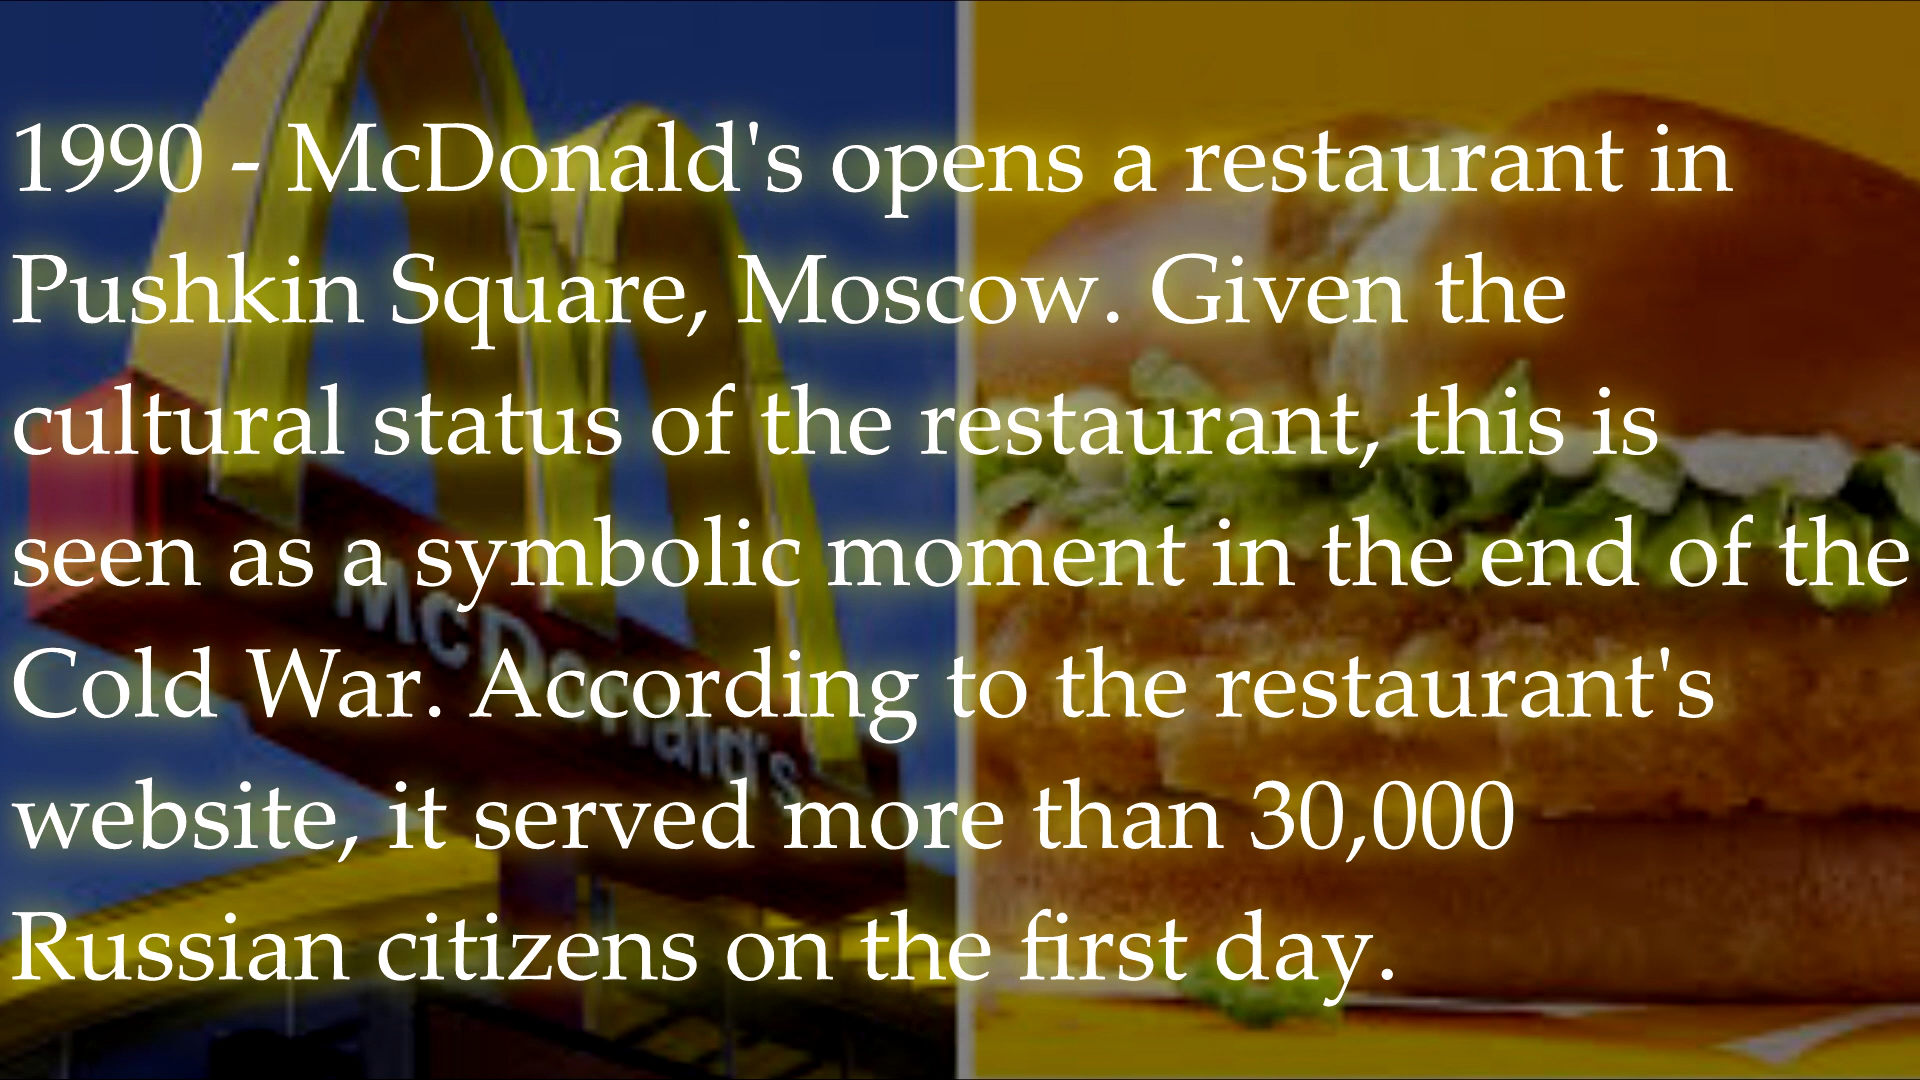 1990 - McDonald's opens a restaurant in
Pushkin Square, Moscow. Given the
cultural status of the restaurant, this is
seen as a symbolic moment in the end of the
Cold War. According to the restaurant's
website, it served more than 30,000
Russian citizens on the first day.
McDonald's